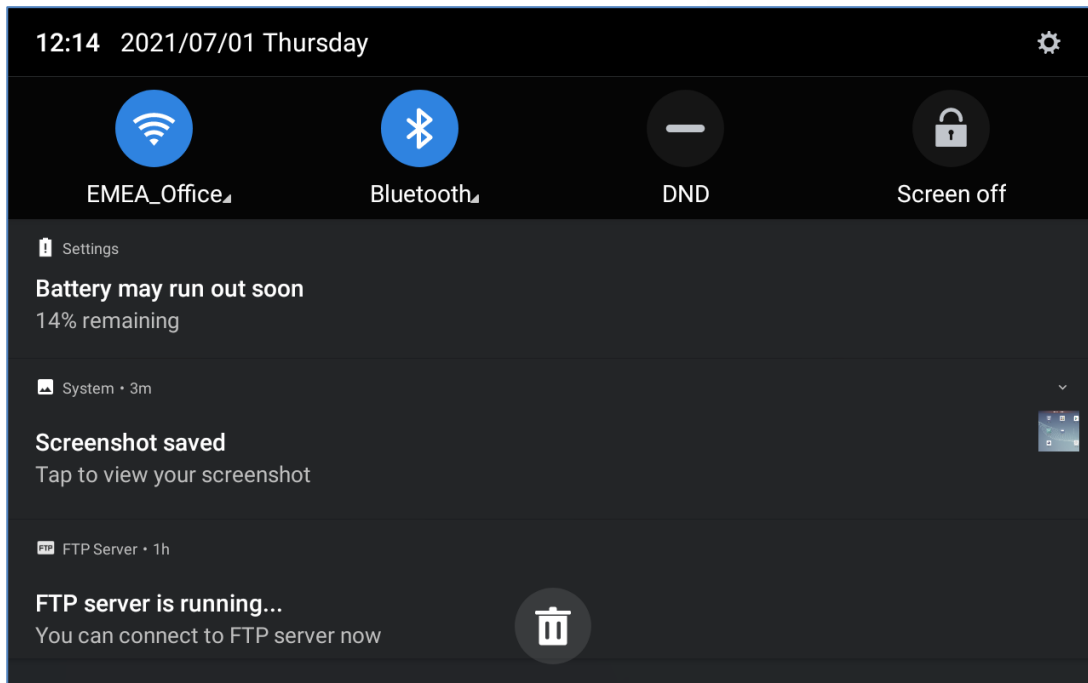 12:14 2021/07/01 Thursday
EMEA_Office Bluetooth DND Screen off
Settings
Battery may run out soon
14% remaining
System • 3m
Screenshot saved
Tap to view your screenshot
FTP FTP Server • 1h
FTP server is running...
You can connect to FTP server now